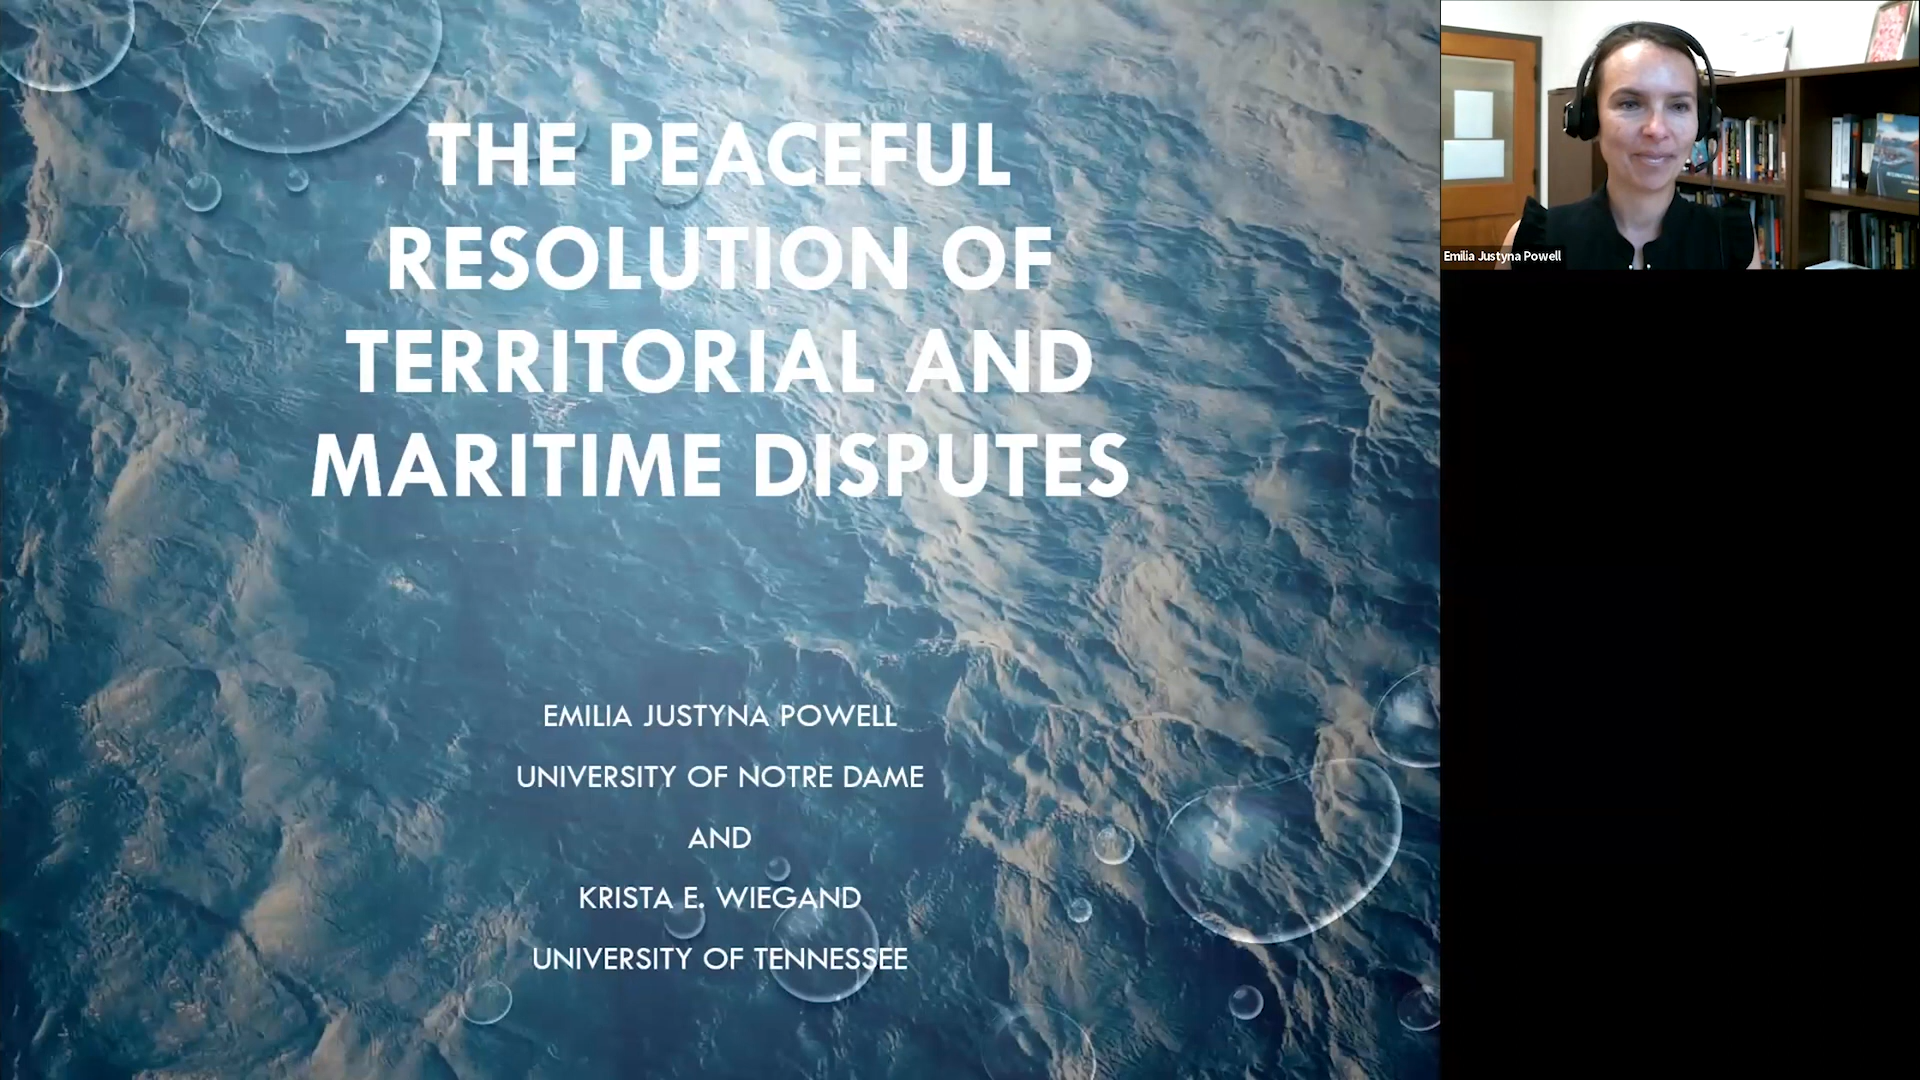 THE PEACEFUL
RESOLUTION OF
TERRITORIAL AND
MARITIME DISPUTES
EMILIA JUSTYNA POWELL
UNIVERSITY OF NOTRE DAME
AND
KRISTA E. WIEGAND
UNIVERSITY OF TENNESSEE
Emilia Justyna Powell